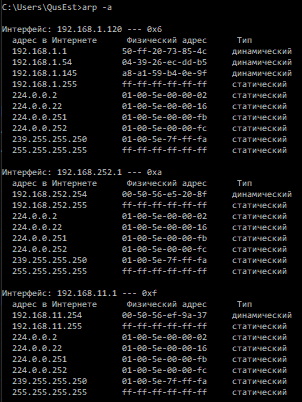 C:\Users\QusEst>arp -a
Интерфейс: 192.168.1.120 --- 0x6
адрес в Интернете Физический адрес Тип
192.168.1.1 50-ff-20-73-85-4c динамический
192.168.1.54 04-39-26-ec-dd-b5 динамический
192.168.1.145 a8-a1-59-b4-0e-9f динамический
192.168.1.255 ff-ff-ff-ff-ff-ff статический
224.0.0.2 01-00-5e-00-00-02 статический
224.0.0.22 01-00-5e-00-00-16 статический
224.0.0.251 01-00-5e-00-00-fb статический
224.0.0.252 01-00-5e-00-00-fc статический
239.255.255.250 01-00-5e-7f-ff-fa статический
255.255.255.255 ff-ff-ff-ff-ff-ff статический
Интерфейс: 192.168.252.1 --- 0xa
адрес в Интернете Физический адрес Тип
192.168.252.254 00-50-56-e5-20-8f динамический
192.168.252.255 ff-ff-ff-ff-ff-ff статический
224.0.0.2 01-00-5e-00-00-02 статический
224.0.0.22 01-00-5e-00-00-16 статический
224.0.0.251 01-00-5e-00-00-fb статический
224.0.0.252 01-00-5e-00-00-fc статический
239.255.255.250 01-00-5e-7f-ff-fa статический
255.255.255.255 ff-ff-ff-ff-ff-ff статический
Интерфейс: 192.168.11.1 --- 0xf
адрес в Интернете Физический адрес Тип
192.168.11.254 00-50-56-ef-9a-37 динамический
192.168.11.255 ff-ff-ff-ff-ff-ff статический
224.0.0.2 01-00-5e-00-00-02 статический
224.0.0.22 01-00-5e-00-00-16 статический
224.0.0.251 01-00-5e-00-00-fb статический
224.0.0.252 01-00-5e-00-00-fc статический
239.255.255.250 01-00-5e-7f-ff-fa статический
255.255.255.255 ff-ff-ff-ff-ff-ff статический